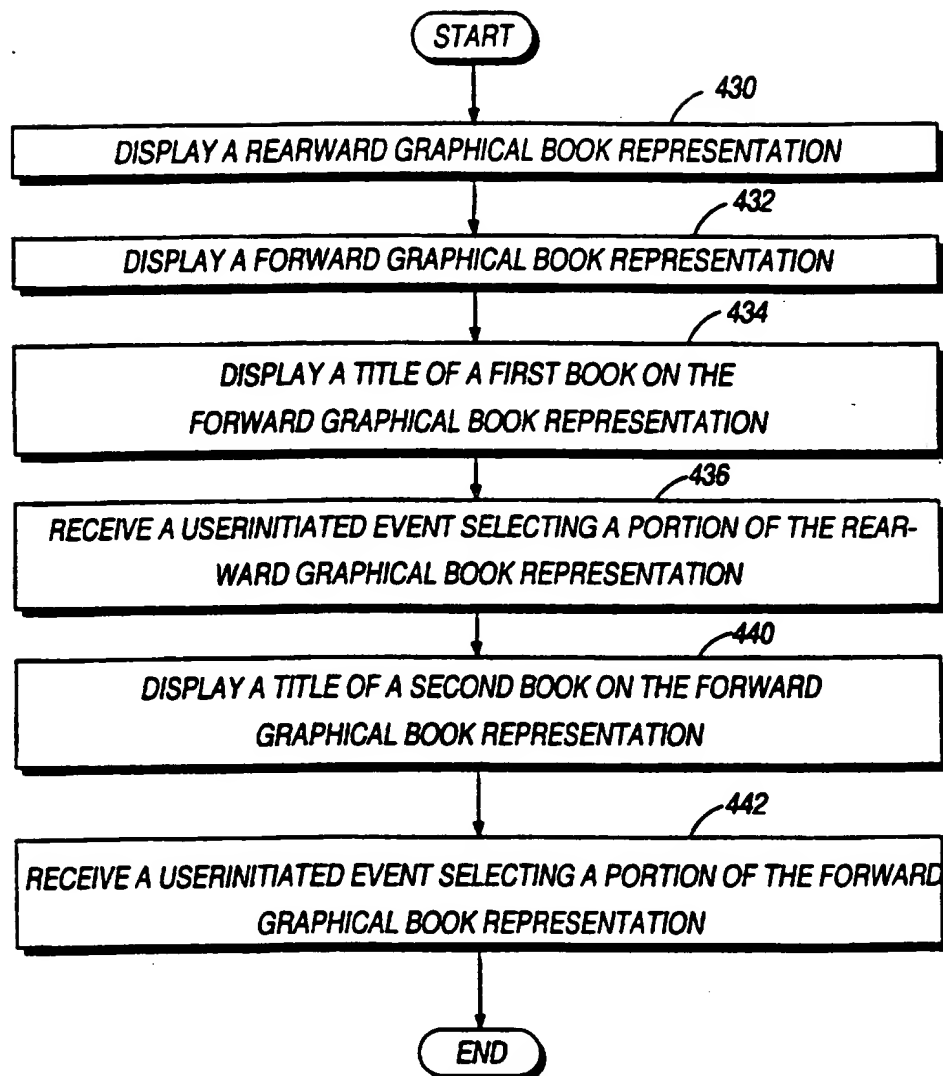 START
430
DISPLAY A REARWARD GRAPHICAL BOOK REPRESENTATION
432
DISPLAY A FORWARD GRAPHICAL BOOK REPRESENTATION
434
DISPLAY A TITLE OF A FIRST BOOK ON THE
FORWARD GRAPHICAL BOOK REPRESENTATION
436
RECEIVE A USERINITIATED EVENT SELECTING A PORTION OF THE REAR-
WARD GRAPHICAL BOOK REPRESENTATION
440
DISPLAY A TITLE OF A SECOND BOOK ON THE FORWARD
GRAPHICAL BOOK REPRESENTATION
442
RECEIVE A USERINITIATED EVENT SELECTING A PORTION OF THE FORWARD
GRAPHICAL BOOK REPRESENTATION
END